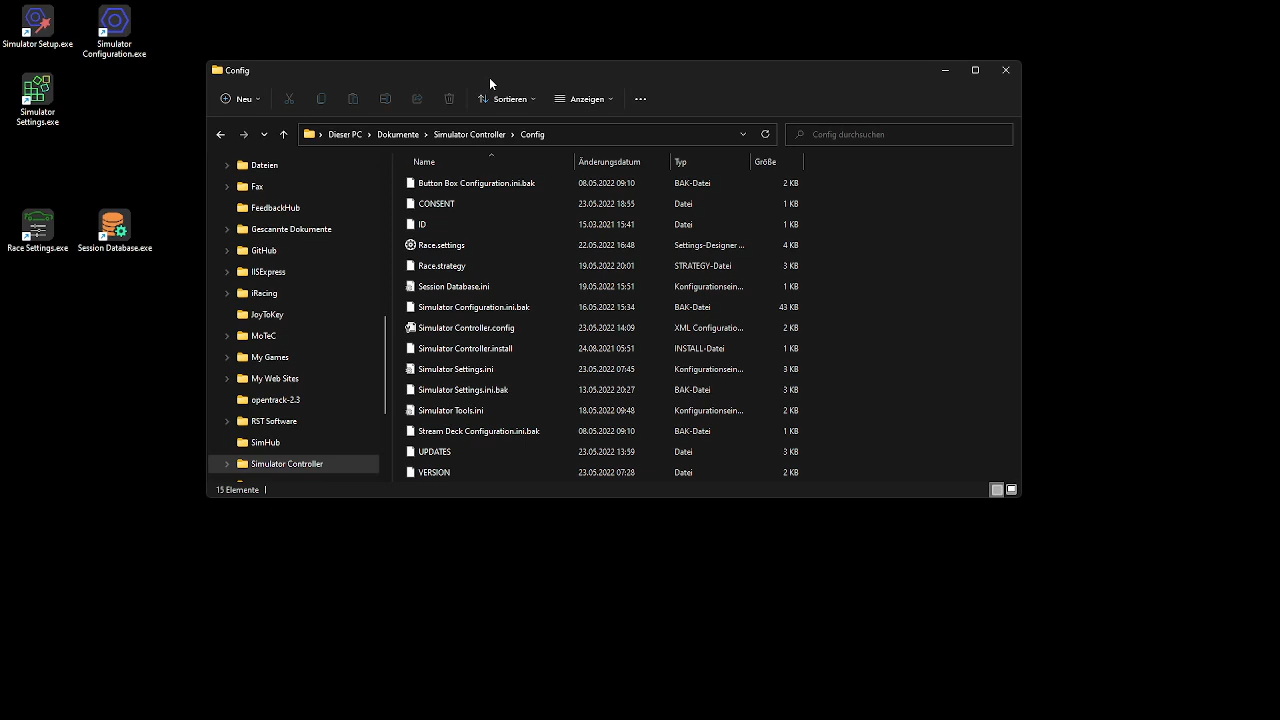 Simulator Setup.exe
Simulator
Configuration.exe
Simulator
Settings.exe
Race Settings.exe
Session Database.exe
Config
Neu
Sortieren
Anzeigen
Dieser PC
Dokumente
Simulator Controller
Config
Config durchsuchen
Dateien
Fax
FeedbackHub
Gescannte Dokumente
GitHub
IISExpress
iRacing
JoyToKey
MoTeC
My Games
My Web Sites
opentrack-2.3
RST Software
SimHub
Simulator Controller
Name Änderungsdatum Typ Größe
Button Box Configuration.ini.bak 08.05.2022 09:10 BAK-Datei 2 KB
CONSENT 23.05.2022 18:55 Datei 1 KB
ID 15.03.2021 15:41 Datei 1 KB
Race.settings 22.05.2022 16:48 Settings-Designer ... 4 KB
Race.strategy 19.05.2022 20:01 STRATEGY-Datei 3 KB
Session Database.ini 19.05.2022 15:51 Konfigurationsein... 1 KB
Simulator Configuration.ini.bak 16.05.2022 15:34 BAK-Datei 43 KB
Simulator Controller.config 23.05.2022 14:09 XML Configuratio... 2 KB
Simulator Controller.install 24.08.2021 05:51 INSTALL-Datei 1 KB
Simulator Settings.ini 23.05.2022 07:45 Konfigurationsein... 3 KB
Simulator Settings.ini.bak 13.05.2022 20:27 BAK-Datei 3 KB
Simulator Tools.ini 18.05.2022 09:48 Konfigurationsein... 2 KB
Stream Deck Configuration.ini.bak 08.05.2022 09:10 BAK-Datei 1 KB
UPDATES 23.05.2022 13:59 Datei 3 KB
VERSION 23.05.2022 07:28 Datei 2 KB
15 Elemente